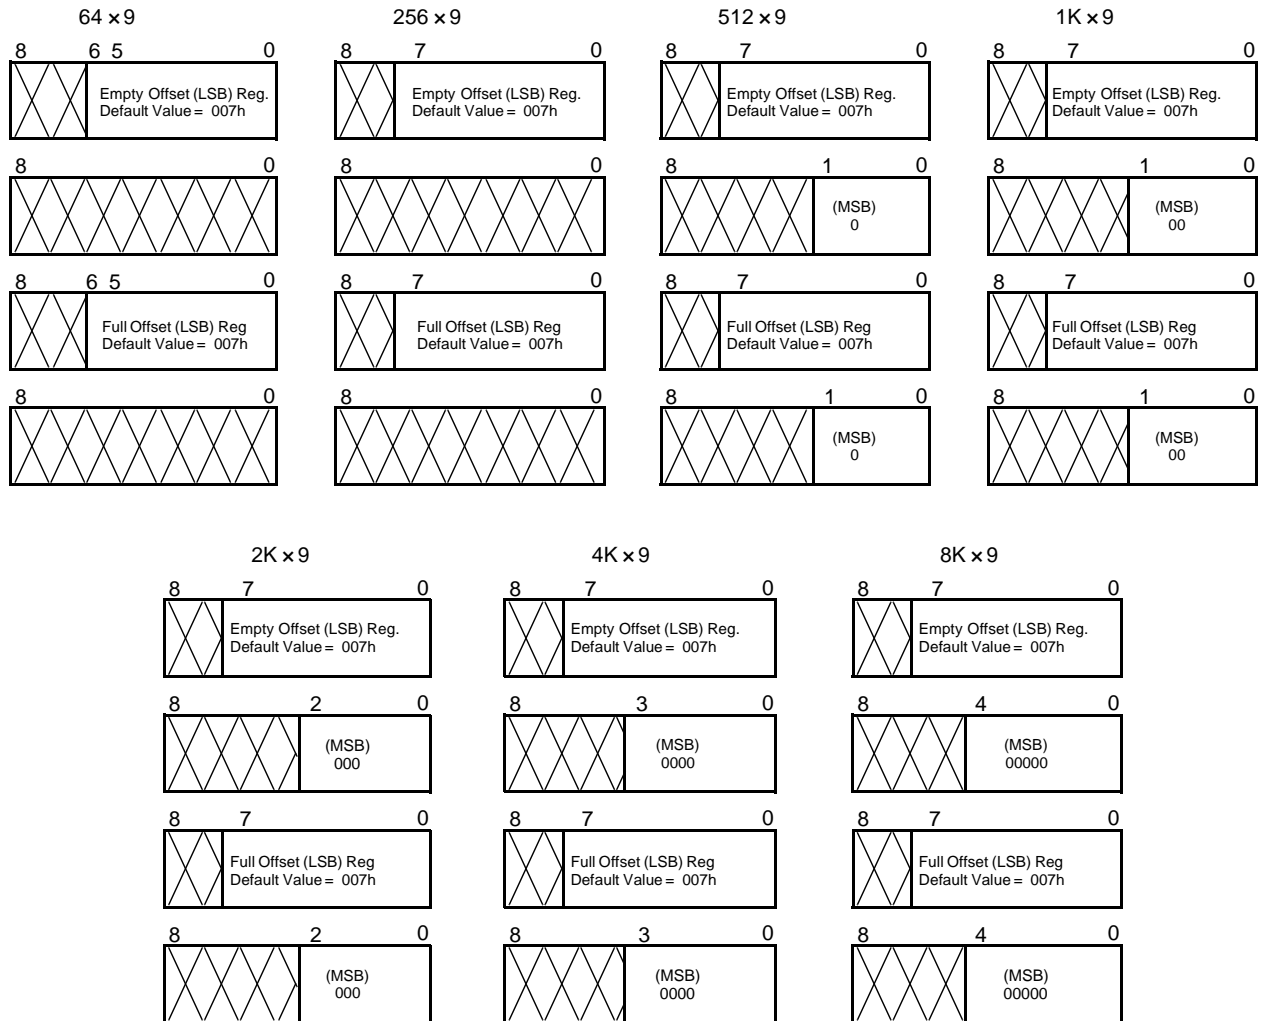 64 × 9
256 × 9
512 × 9
1K × 9
8 6 5 0
8 7 0
8 7 0
8 7 0
Empty Offset (LSB) Reg.
Default Value = 007h
Empty Offset (LSB) Reg.
Default Value = 007h
Empty Offset (LSB) Reg.
Default Value = 007h
Empty Offset (LSB) Reg.
Default Value = 007h
8 0
8 0
8 1 0
8 1 0
(MSB)
0
(MSB)
00
8 6 5 0
8 7 0
8 7 0
8 7 0
Full Offset (LSB) Reg
Default Value = 007h
Full Offset (LSB) Reg
Default Value = 007h
Full Offset (LSB) Reg
Default Value = 007h
Full Offset (LSB) Reg
Default Value = 007h
8 0
8 0
8 1 0
8 1 0
(MSB)
0
(MSB)
00
2K × 9
4K × 9
8K × 9
8 7 0
8 7 0
8 7 0
Empty Offset (LSB) Reg.
Default Value = 007h
Empty Offset (LSB) Reg.
Default Value = 007h
Empty Offset (LSB) Reg.
Default Value = 007h
8 2 0
8 3 0
8 4 0
(MSB)
000
(MSB)
0000
(MSB)
00000
8 7 0
8 7 0
8 7 0
Full Offset (LSB) Reg
Default Value = 007h
Full Offset (LSB) Reg
Default Value = 007h
Full Offset (LSB) Reg
Default Value = 007h
8 2 0
8 3 0
8 4 0
(MSB)
000
(MSB)
0000
(MSB)
00000